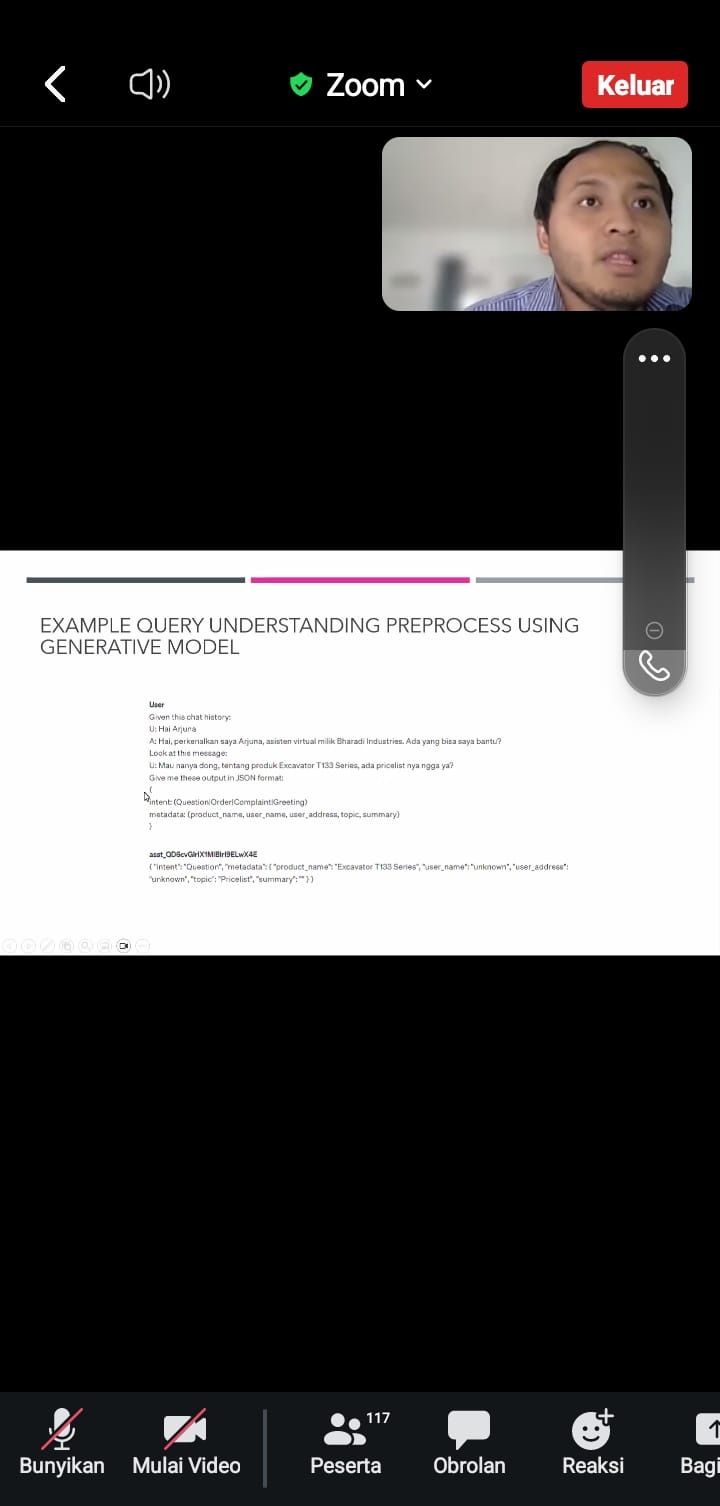 Zoom
Keluar
EXAMPLE QUERY UNDERSTANDING PREPROCESS USING
GENERATIVE MODEL
User
Given this chat history:
U: Hai Arjuna
A: Hai, perkenalkan saya Arjuna, asisten virtual milik Bharadi Industries. Ada yang bisa saya bantu?
Look at this message:
U: Mau nanya dong, tentang produk Excavator T133 Series, ada pricelist nya ngga ya?
Give me these output in JSON format:
{
intent: (Question|Order|Complaint|Greeting)
metadata: {product_name, user_name, user_address, topic, summary}
}
{ "intent": "Question", "metadata": { "product_name": "Excavator T133 Series", "user_name": "unknown", "user_address":
"unknown", "topic": "Pricelist", "summary": "" } }
Bunyikan
Mulai Video
117
Peserta
Obrolan
Reaksi
Bagi